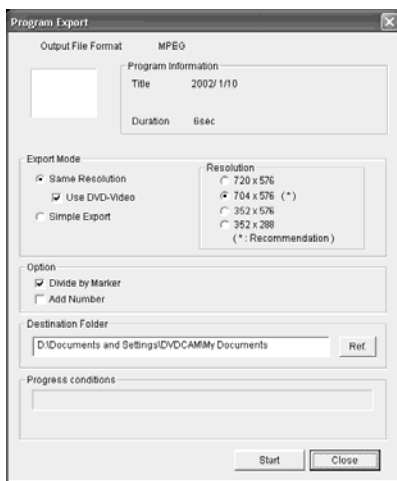 Program Export
Output File Format MPEG
Program Information
Title 2002/ 1/10
Duration 6sec
Export Mode
Same Resolution
Use DVD-Video
Simple Export
Resolution
720 x 576
704 x 576 (*)
352 x 576
352 x 288
(* : Recommendation)
Option
Divide by Marker
Add Number
Destination Folder
D:\Documents and Settings\DVDCAM\My Documents
Ref.
Progress conditions
Start Close